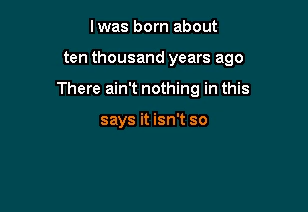 I was born about
ten thousand years ago
There ain't nothing in this
says it isn't so